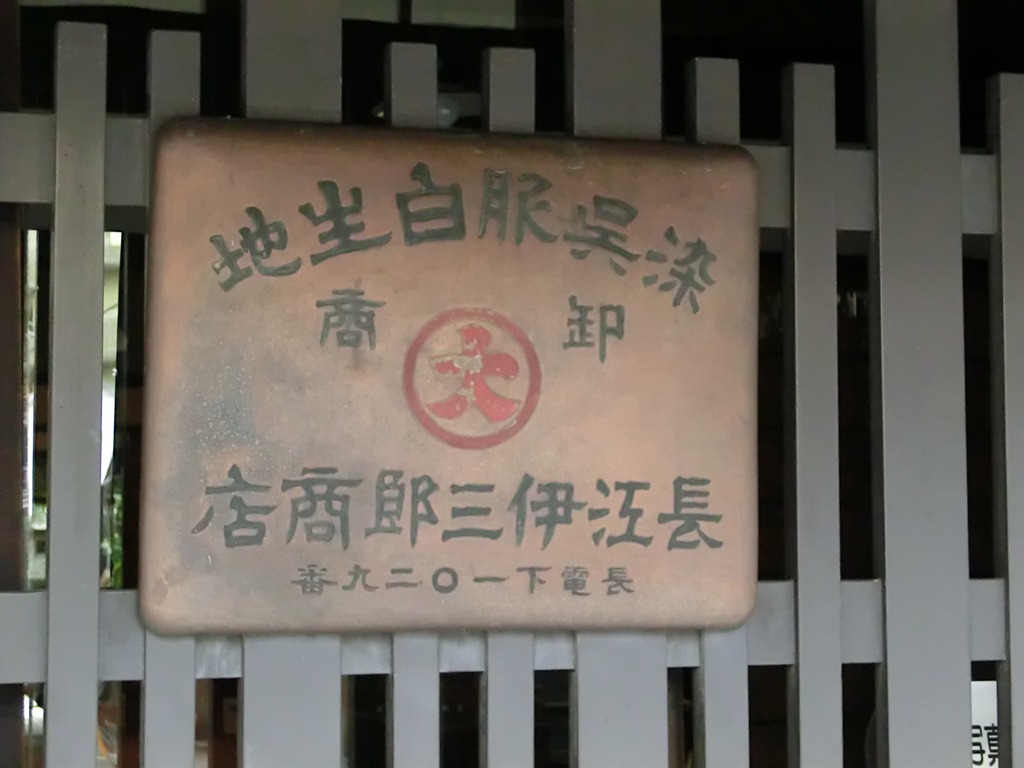 染呉服白生地
卸商
大
長江伊三郎商店
長電下一〇二九番